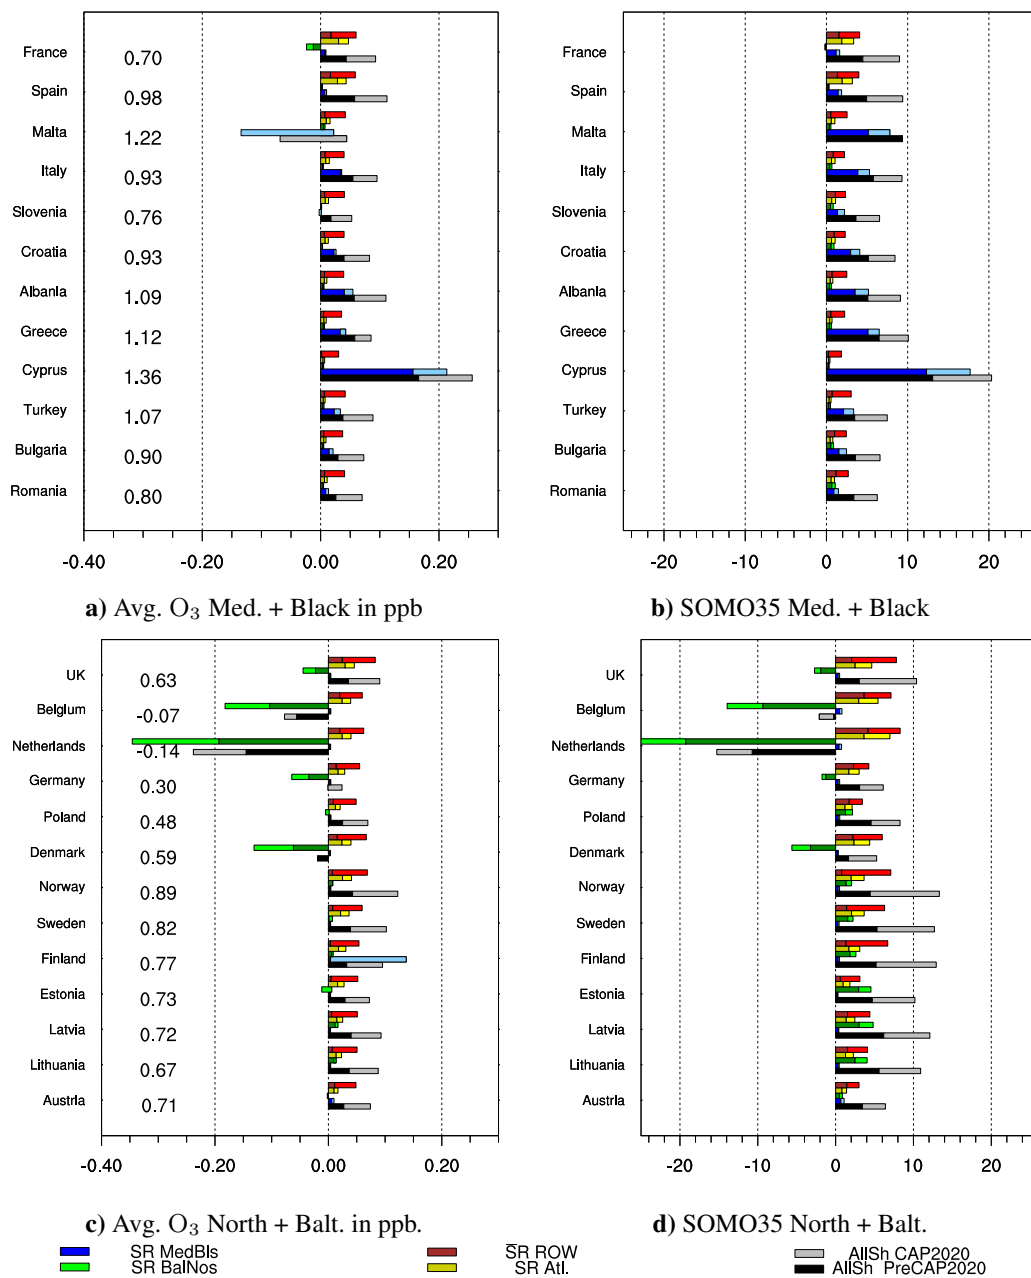 France 0.70 France
Spain 0.98 Spain
Malta 1.22 Malta
Italy 0.93 Italy
Slovenia 0.76 Slovenia
Croatia 0.93 Croatia
Albania 1.09 Albania
Greece 1.12 Greece
Cyprus 1.36 Cyprus
Turkey 1.07 Turkey
Bulgaria 0.90 Bulgaria
Romania 0.80 Romania
-0.40 -0.20 0.00 0.20 -20 -10 0 10 20
a) Avg. O₃ Med. + Black in ppb b) SOMO35 Med. + Black
UK 0.63 UK
Belgium -0.07 Belgium
Netherlands -0.14 Netherlands
Germany 0.30 Germany
Poland 0.48 Poland
Denmark 0.59 Denmark
Norway 0.89 Norway
Sweden 0.82 Sweden
Finland 0.77 Finland
Estonia 0.73 Estonia
Latvia 0.72 Latvia
Lithuania 0.67 Lithuania
Austria 0.71 Austria
-0.40 -0.20 0.00 0.20 -20 -10 0 10 20
c) Avg. O₃ North + Balt. in ppb. d) SOMO35 North + Balt.
SR MedBls SR ROW AllSh CAP2020
SR BalNos SR Atl. AllSh PreCAP2020